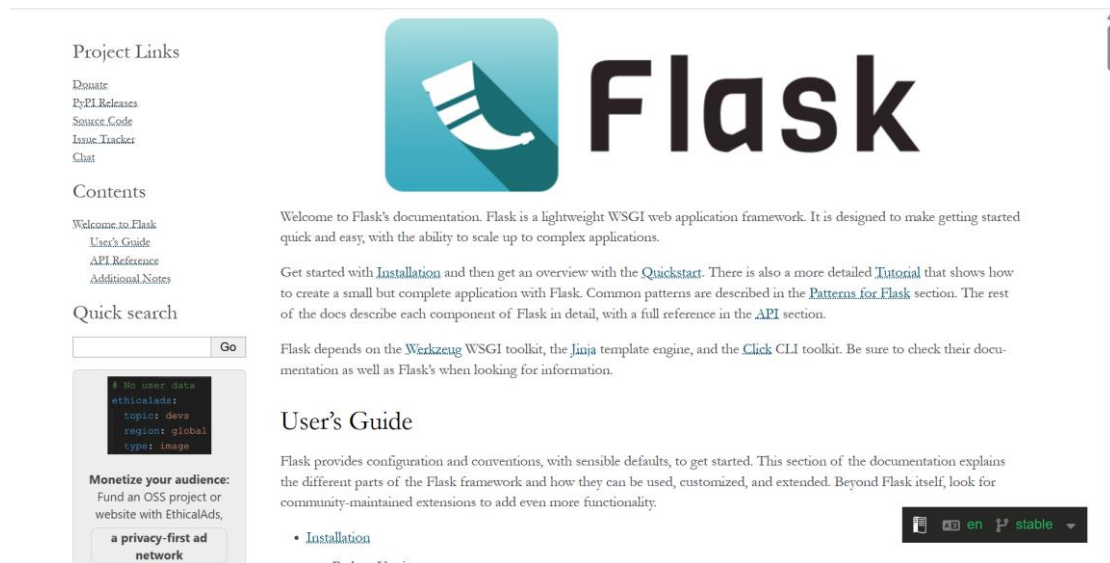 Project Links
Donate
PyPI Releases
Source Code
Issue Tracker
Chat
Contents
Welcome to Flask
User's Guide
API Reference
Additional Notes
Quick search
Go
# No user data
ethicalads:
topic: devs
region: global
type: image
Monetize your audience:
Fund an OSS project or
website with EthicalAds,
a privacy-first ad
network
Flask
Welcome to Flask's documentation. Flask is a lightweight WSGI web application framework. It is designed to make getting started
quick and easy, with the ability to scale up to complex applications.
Get started with Installation and then get an overview with the Quickstart. There is also a more detailed Tutorial that shows how
to create a small but complete application with Flask. Common patterns are described in the Patterns for Flask section. The rest
of the docs describe each component of Flask in detail, with a full reference in the API section.
Flask depends on the Werkzeug WSGI toolkit, the Jinja template engine, and the Click CLI toolkit. Be sure to check their docu-
mentation as well as Flask's when looking for information.
User's Guide
Flask provides configuration and conventions, with sensible defaults, to get started. This section of the documentation explains
the different parts of the Flask framework and how they can be used, customized, and extended. Beyond Flask itself, look for
community-maintained extensions to add even more functionality.
• Installation
en stable